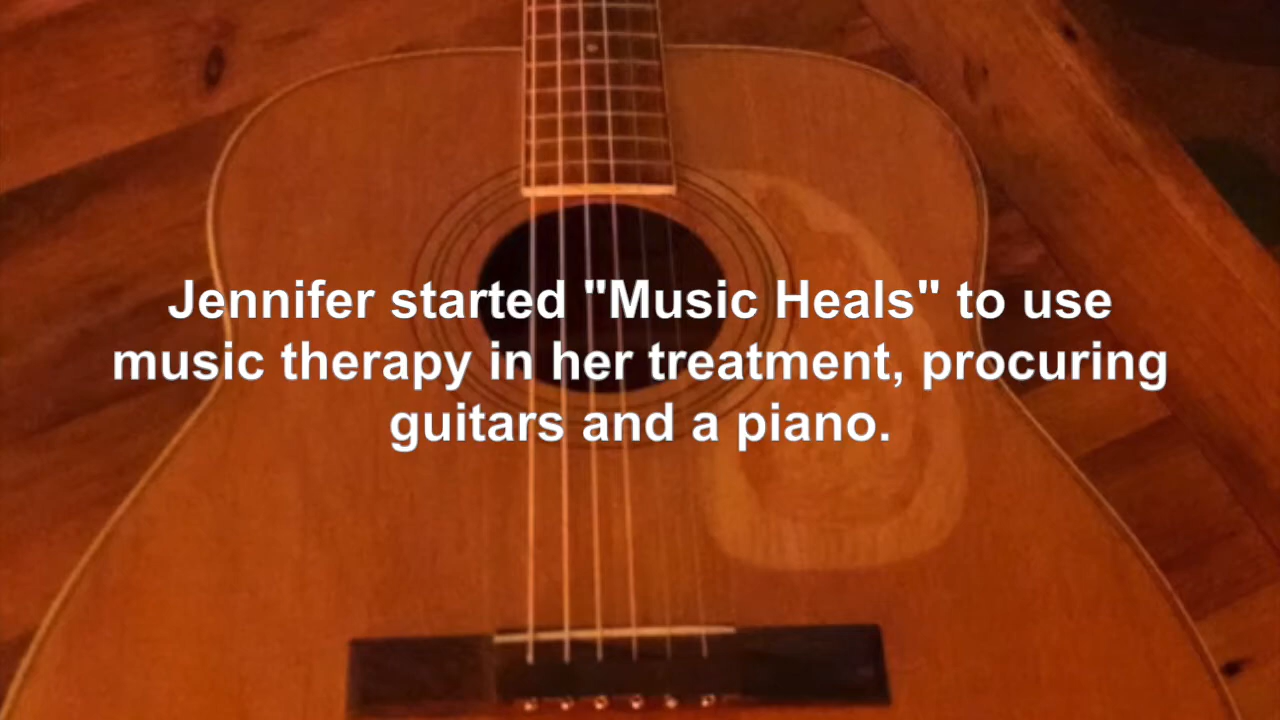 Jennifer started "Music Heals" to use
music therapy in her treatment, procuring
guitars and a piano.